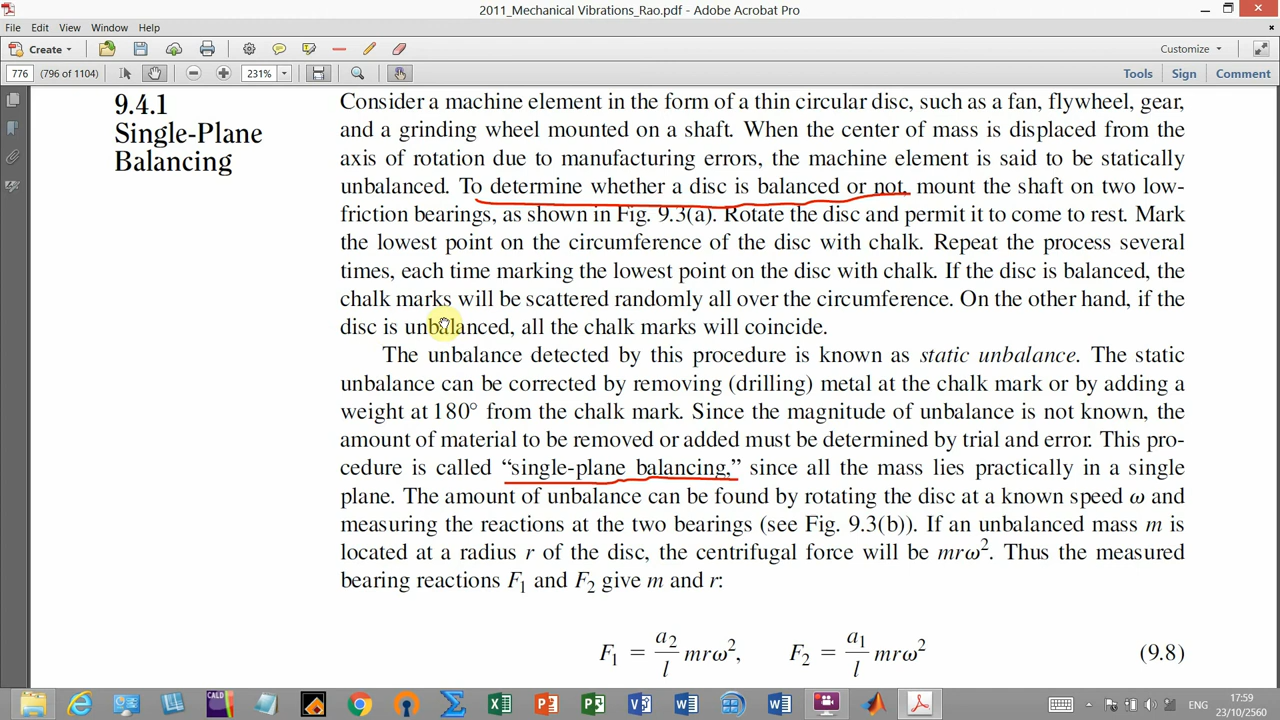 2011_Mechanical Vibrations_Rao.pdf - Adobe Acrobat Pro
File Edit View Window Help
Create Customize
776 (796 of 1104) 231% Tools Sign Comment
9.4.1
Single-Plane
Balancing
Consider a machine element in the form of a thin circular disc, such as a fan, flywheel, gear,
and a grinding wheel mounted on a shaft. When the center of mass is displaced from the
axis of rotation due to manufacturing errors, the machine element is said to be statically
unbalanced. To determine whether a disc is balanced or not, mount the shaft on two low-
friction bearings, as shown in Fig. 9.3(a). Rotate the disc and permit it to come to rest. Mark
the lowest point on the circumference of the disc with chalk. Repeat the process several
times, each time marking the lowest point on the disc with chalk. If the disc is balanced, the
chalk marks will be scattered randomly all over the circumference. On the other hand, if the
disc is unbalanced, all the chalk marks will coincide.
The unbalance detected by this procedure is known as static unbalance. The static
unbalance can be corrected by removing (drilling) metal at the chalk mark or by adding a
weight at 180° from the chalk mark. Since the magnitude of unbalance is not known, the
amount of material to be removed or added must be determined by trial and error. This pro-
cedure is called “single-plane balancing,” since all the mass lies practically in a single
plane. The amount of unbalance can be found by rotating the disc at a known speed ω and
measuring the reactions at the two bearings (see Fig. 9.3(b)). If an unbalanced mass m is
located at a radius r of the disc, the centrifugal force will be mrω². Thus the measured
bearing reactions F₁ and F₂ give m and r:
F₁ = a₂/l mrω², F₂ = a₁/l mrω² (9.8)
CALD ENG 17:59
23/10/2560